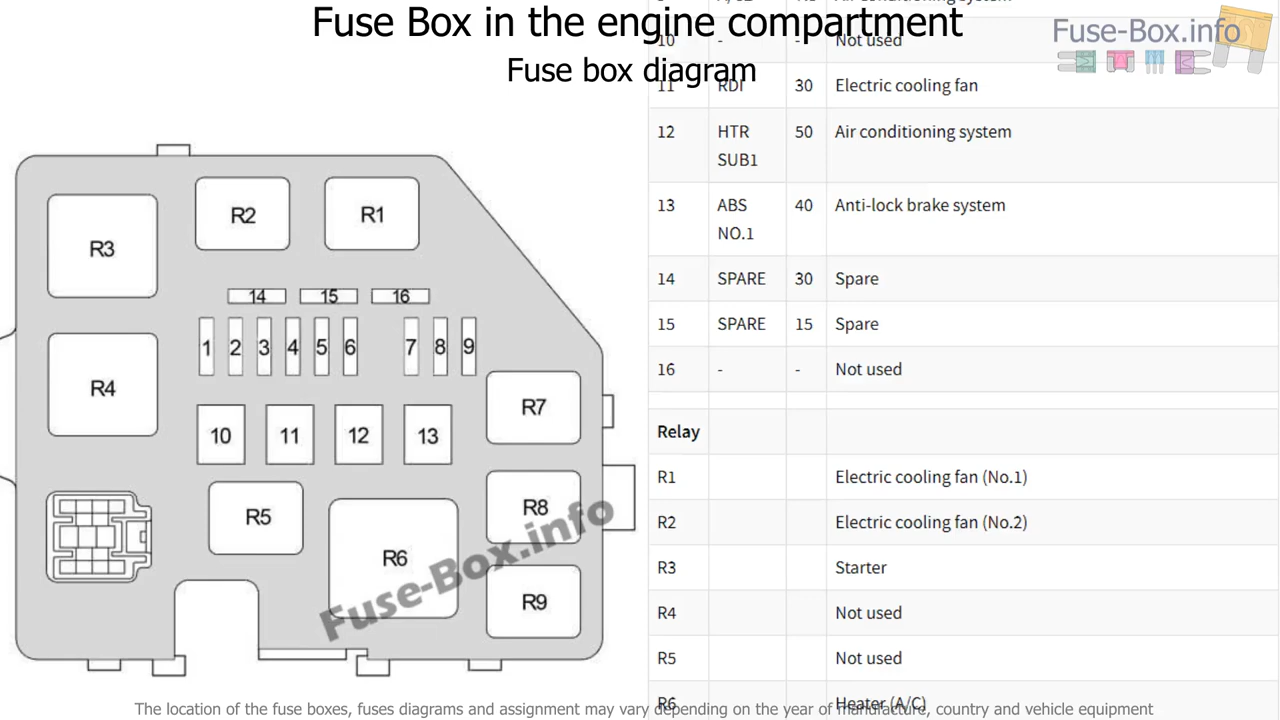 Fuse Box in the engine compartment
Fuse box diagram
Fuse-Box.info
10 - - Not used
11 RDI 30 Electric cooling fan
12 HTR SUB1 50 Air conditioning system
13 ABS NO.1 40 Anti-lock brake system
14 SPARE 30 Spare
15 SPARE 15 Spare
16 - - Not used
Relay
R1 Electric cooling fan (No.1)
R2 Electric cooling fan (No.2)
R3 Starter
R4 Not used
R5 Not used
R6 Heater (A/C)
R3 R2 R1
14 15 16
1 2 3 4 5 6 7 8 9
R4 R7
10 11 12 13
R5 R8
R6
R9
Fuse-Box.info
The location of the fuse boxes, fuses diagrams and assignment may vary depending on the year of manufacture, country and vehicle equipment